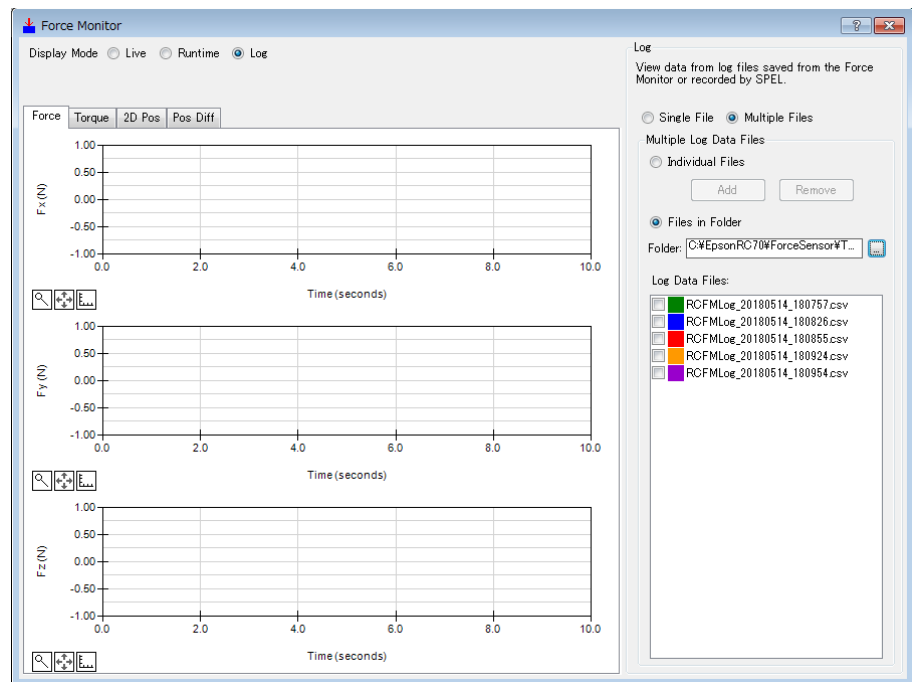 Force Monitor
Display Mode Live Runtime Log
Force Torque 2D Pos Pos Diff
Fx (N)
1.00
0.50
0.00
-0.50
-1.00
0.0 2.0 4.0 6.0 8.0 10.0
Time (seconds)
Fy (N)
1.00
0.50
0.00
-0.50
-1.00
0.0 2.0 4.0 6.0 8.0 10.0
Time (seconds)
Fz (N)
1.00
0.50
0.00
-0.50
-1.00
0.0 2.0 4.0 6.0 8.0 10.0
Time (seconds)
Log
View data from log files saved from the Force
Monitor or recorded by SPEL.
Single File Multiple Files
Multiple Log Data Files
Individual Files
Add Remove
Files in Folder
Folder: C:¥EpsonRC70¥ForceSensor¥T... ...
Log Data Files:
RCFMLog_20180514_180757.csv
RCFMLog_20180514_180826.csv
RCFMLog_20180514_180855.csv
RCFMLog_20180514_180924.csv
RCFMLog_20180514_180954.csv